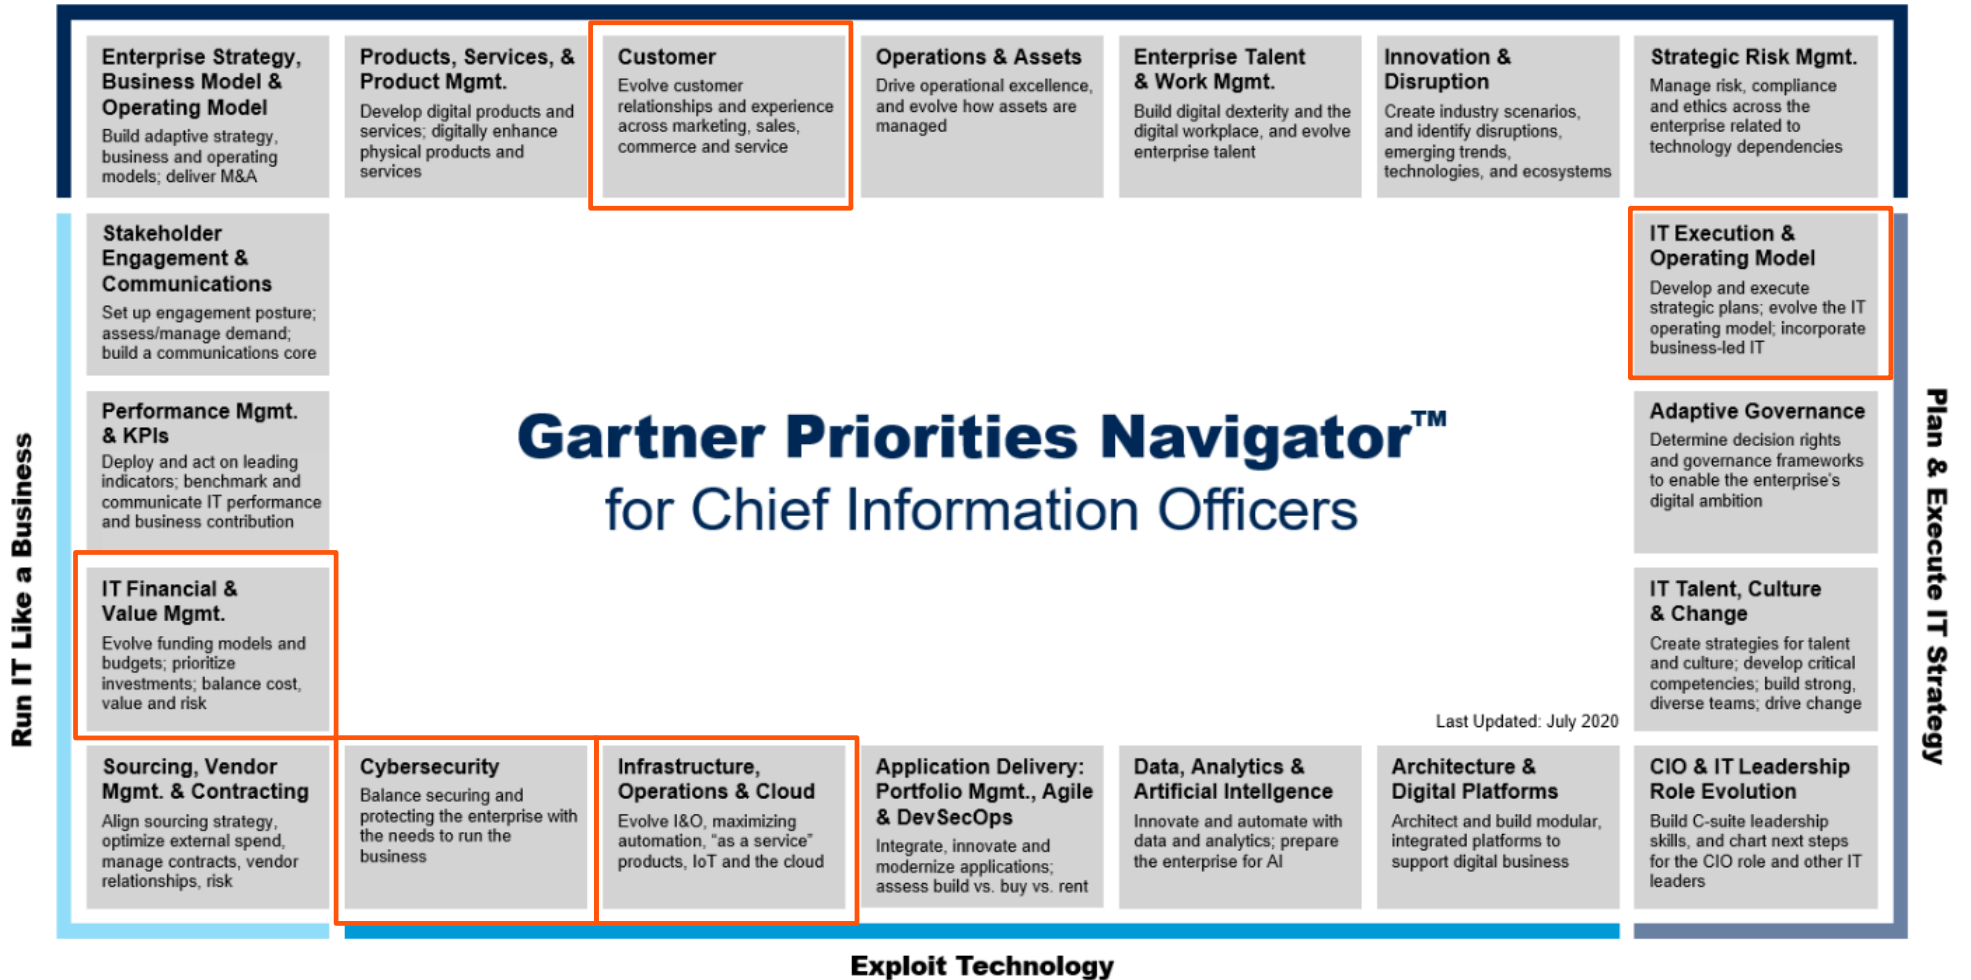 Enterprise Strategy,
Business Model &
Operating Model
Build adaptive strategy,
business and operating
models; deliver M&A
Products, Services, &
Product Mgmt.
Develop digital products and
services; digitally enhance
physical products and
services
Customer
Evolve customer
relationships and experience
across marketing, sales,
commerce and service
Operations & Assets
Drive operational excellence,
and evolve how assets are
managed
Enterprise Talent
& Work Mgmt.
Build digital dexterity and the
digital workplace, and evolve
enterprise talent
Innovation &
Disruption
Create industry scenarios,
and identify disruptions,
emerging trends,
technologies, and ecosystems
Strategic Risk Mgmt.
Manage risk, compliance
and ethics across the
enterprise related to
technology dependencies
Stakeholder
Engagement &
Communications
Set up engagement posture;
assess/manage demand;
build a communications core
IT Execution &
Operating Model
Develop and execute
strategic plans; evolve the IT
operating model; incorporate
business-led IT
Run IT Like a Business
Performance Mgmt.
& KPIs
Deploy and act on leading
indicators; benchmark and
communicate IT performance
and business contribution
Gartner Priorities Navigator™
for Chief Information Officers
Adaptive Governance
Determine decision rights
and governance frameworks
to enable the enterprise's
digital ambition
Plan & Execute IT Strategy
IT Financial &
Value Mgmt.
Evolve funding models and
budgets; prioritize
investments; balance cost,
value and risk
IT Talent, Culture
& Change
Create strategies for talent
and culture; develop critical
competencies; build strong,
diverse teams; drive change
Last Updated: July 2020
Sourcing, Vendor
Mgmt. & Contracting
Align sourcing strategy,
optimize external spend,
manage contracts, vendor
relationships, risk
Cybersecurity
Balance securing and
protecting the enterprise with
the needs to run the
business
Infrastructure,
Operations & Cloud
Evolve I&O, maximizing
automation, "as a service"
products, IoT and the cloud
Application Delivery:
Portfolio Mgmt., Agile
& DevSecOps
Integrate, innovate and
modernize applications;
assess build vs. buy vs. rent
Data, Analytics &
Artificial Intellgence
Innovate and automate with
data and analytics; prepare
the enterprise for AI
Architecture &
Digital Platforms
Architect and build modular,
integrated platforms to
support digital business
CIO & IT Leadership
Role Evolution
Build C-suite leadership
skills, and chart next steps
for the CIO role and other IT
leaders
Exploit Technology